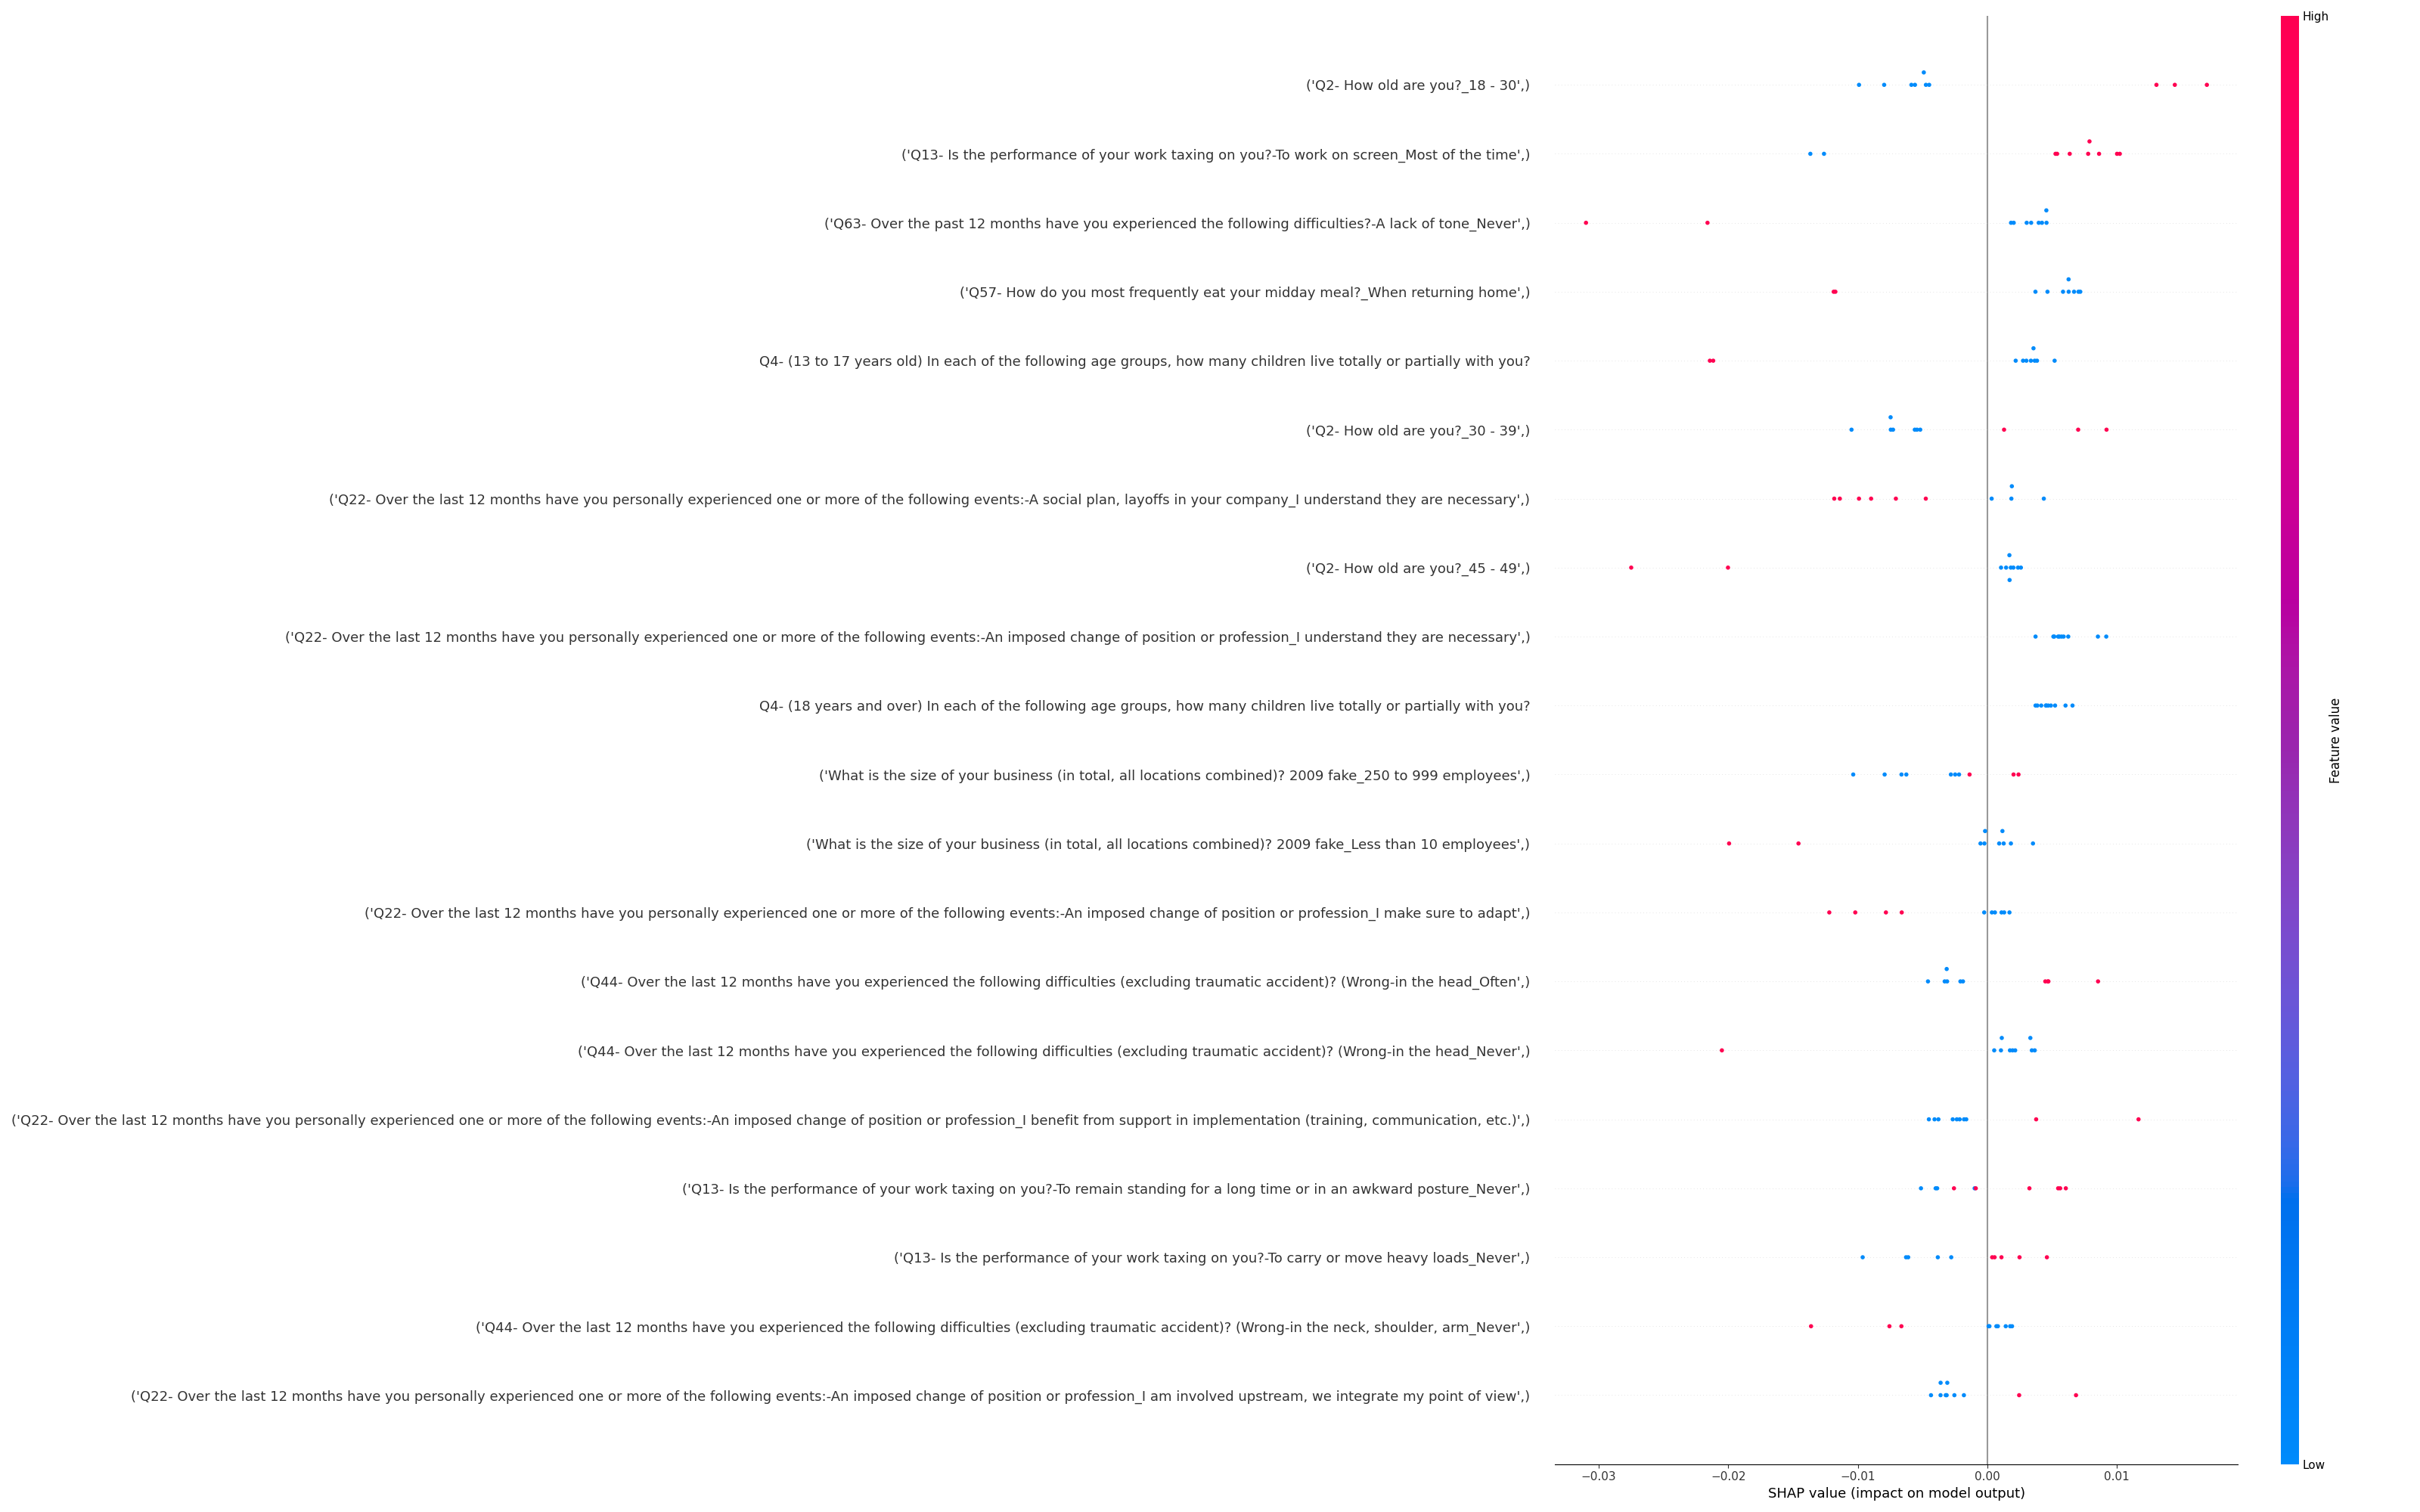 High
('Q2- How old are you?_18 - 30',)
('Q13- Is the performance of your work taxing on you?-To work on screen_Most of the time',)
('Q63- Over the past 12 months have you experienced the following difficulties?-A lack of tone_Never',)
('Q57- How do you most frequently eat your midday meal?_When returning home',)
Q4- (13 to 17 years old) In each of the following age groups, how many children live totally or partially with you?
('Q2- How old are you?_30 - 39',)
('Q22- Over the last 12 months have you personally experienced one or more of the following events:-A social plan, layoffs in your company_I understand they are necessary',)
('Q2- How old are you?_45 - 49',)
('Q22- Over the last 12 months have you personally experienced one or more of the following events:-An imposed change of position or profession_I understand they are necessary',)
Q4- (18 years and over) In each of the following age groups, how many children live totally or partially with you?
('What is the size of your business (in total, all locations combined)? 2009 fake_250 to 999 employees',)
('What is the size of your business (in total, all locations combined)? 2009 fake_Less than 10 employees',)
('Q22- Over the last 12 months have you personally experienced one or more of the following events:-An imposed change of position or profession_I make sure to adapt',)
('Q44- Over the last 12 months have you experienced the following difficulties (excluding traumatic accident)? (Wrong-in the head_Often',)
('Q44- Over the last 12 months have you experienced the following difficulties (excluding traumatic accident)? (Wrong-in the head_Never',)
('Q22- Over the last 12 months have you personally experienced one or more of the following events:-An imposed change of position or profession_I benefit from support in implementation (training, communication, etc.)',)
('Q13- Is the performance of your work taxing on you?-To remain standing for a long time or in an awkward posture_Never',)
('Q13- Is the performance of your work taxing on you?-To carry or move heavy loads_Never',)
('Q44- Over the last 12 months have you experienced the following difficulties (excluding traumatic accident)? (Wrong-in the neck, shoulder, arm_Never',)
('Q22- Over the last 12 months have you personally experienced one or more of the following events:-An imposed change of position or profession_I am involved upstream, we integrate my point of view',)
Feature value
Low
−0.03 −0.02 −0.01 0.00 0.01
SHAP value (impact on model output)